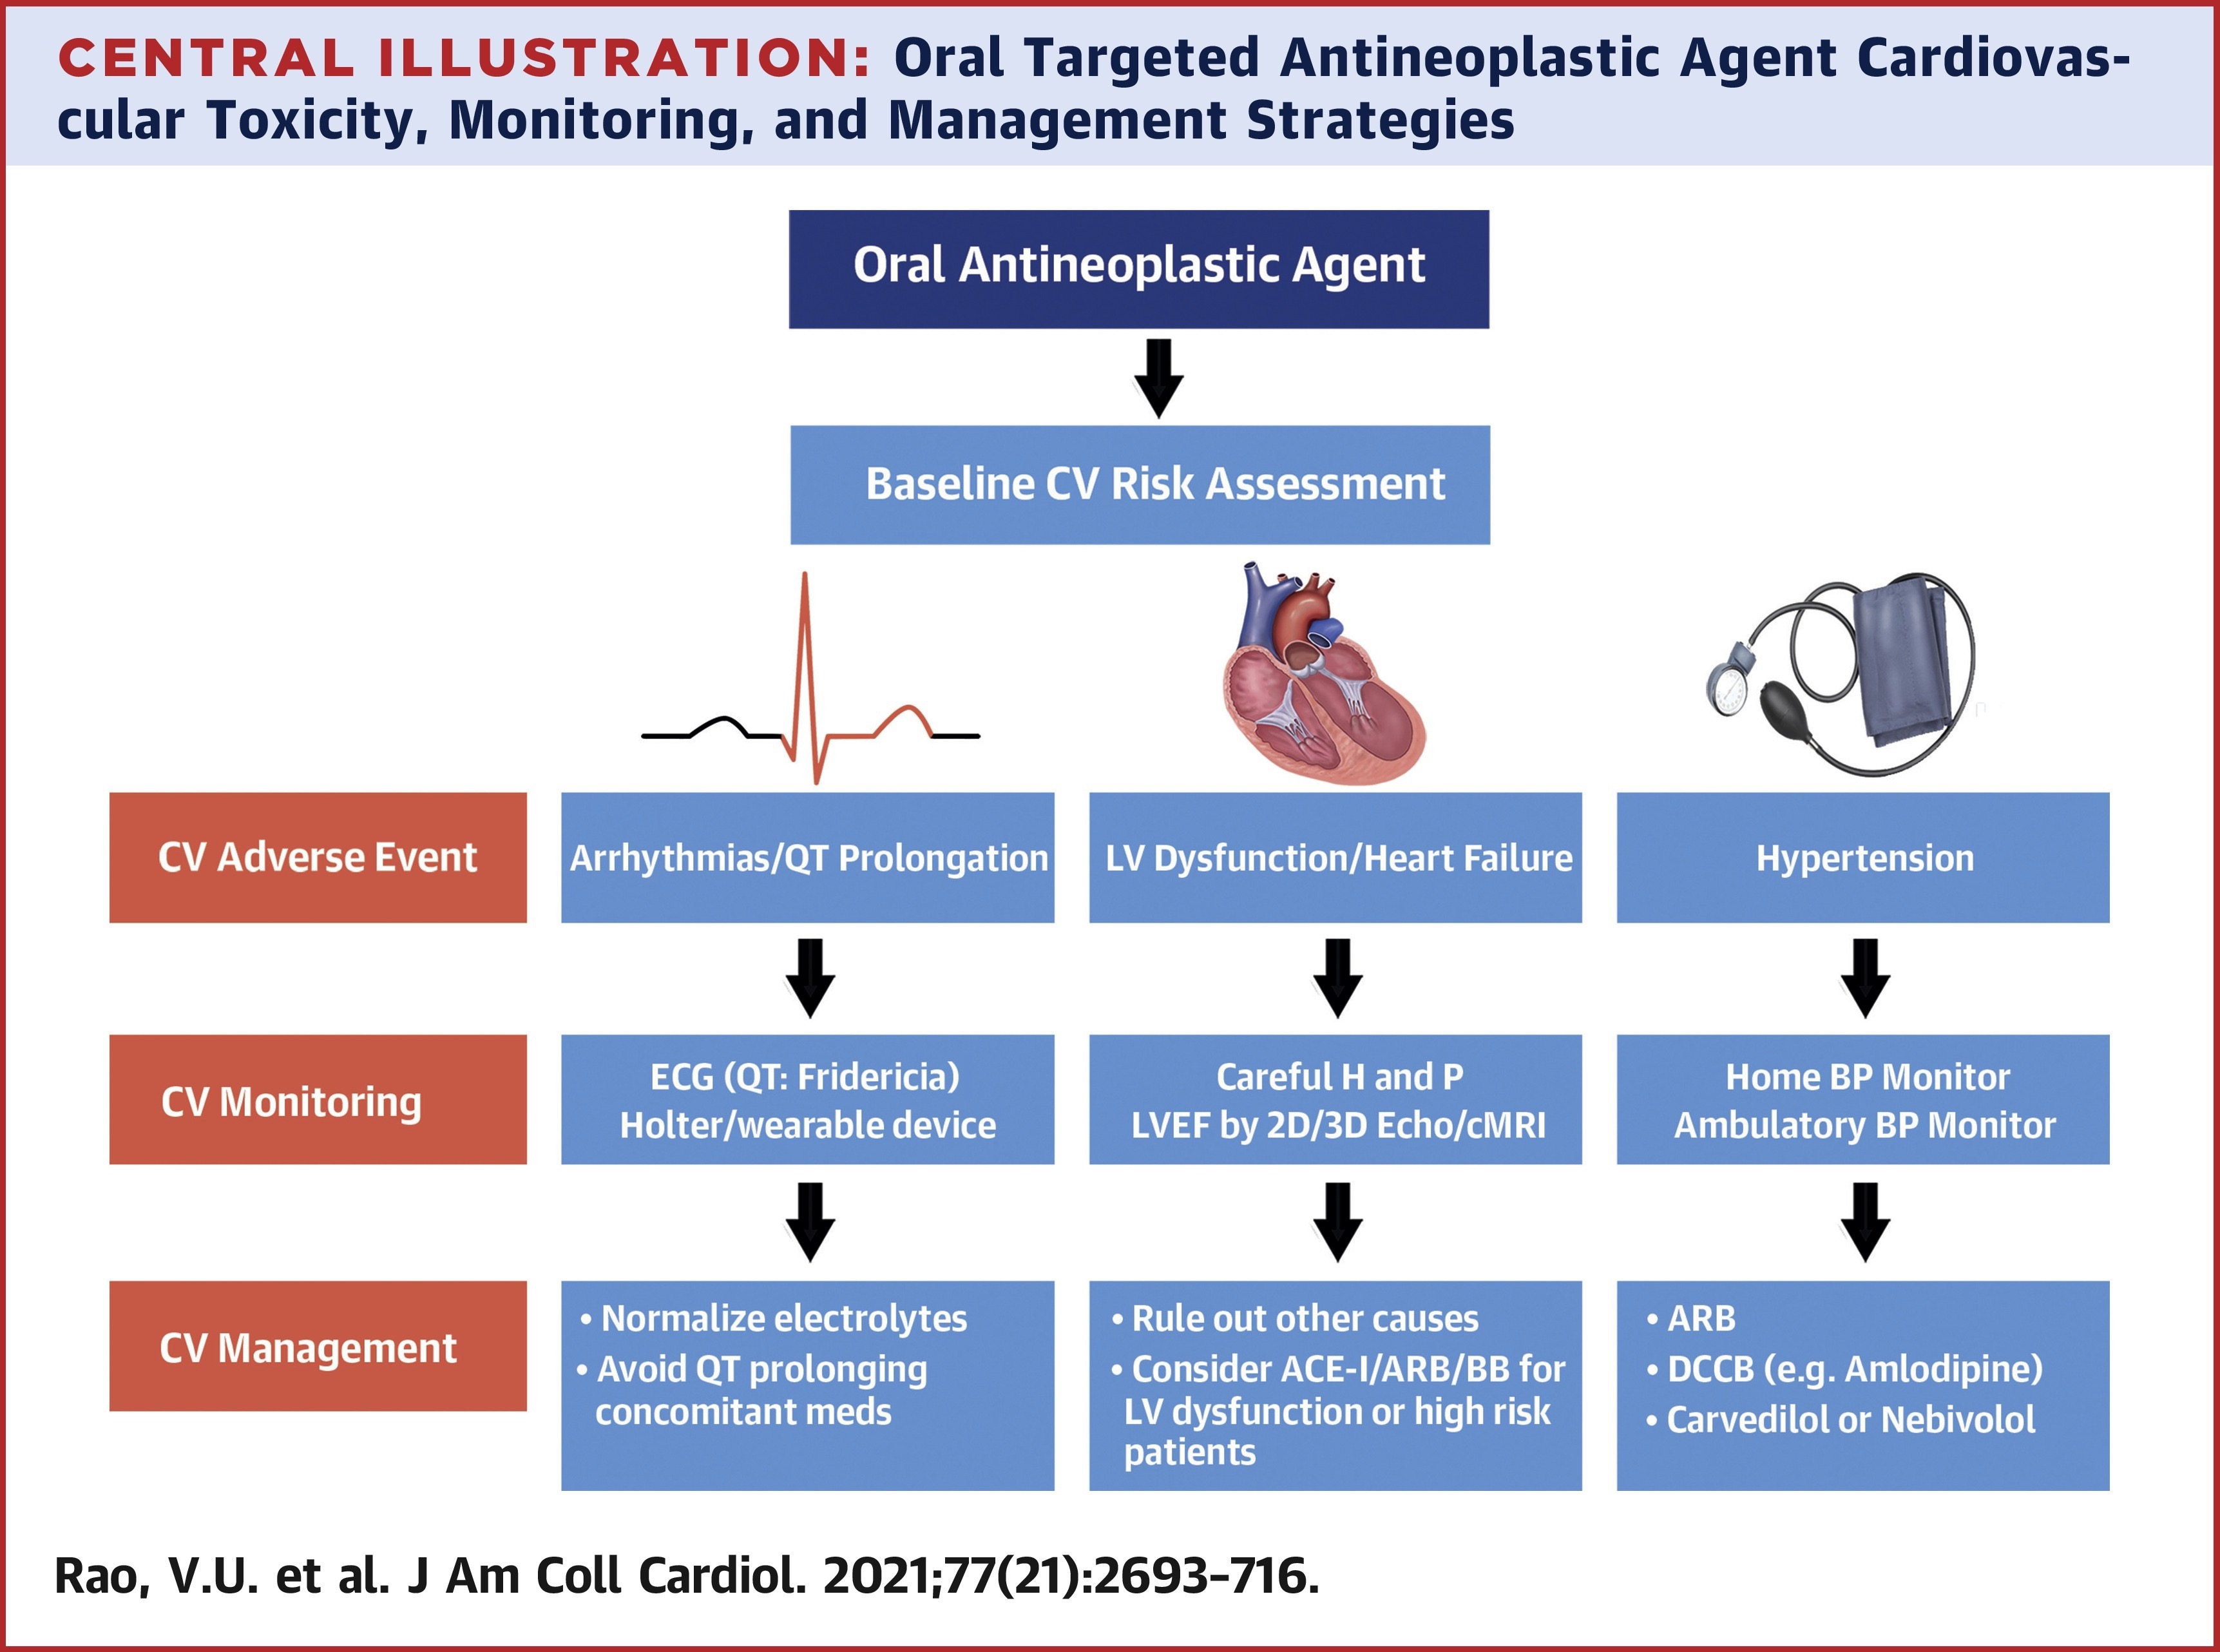 CENTRAL ILLUSTRATION: Oral Targeted Antineoplastic Agent Cardiovas-
cular Toxicity, Monitoring, and Management Strategies
Oral Antineoplastic Agent
Baseline CV Risk Assessment
CV Adverse Event
Arrhythmias/QT Prolongation
LV Dysfunction/Heart Failure
Hypertension
CV Monitoring
ECG (QT: Fridericia)
Holter/wearable device
Careful H and P
LVEF by 2D/3D Echo/cMRI
Home BP Monitor
Ambulatory BP Monitor
CV Management
• Normalize electrolytes
• Avoid QT prolonging
concomitant meds
• Rule out other causes
• Consider ACE-I/ARB/BB for
LV dysfunction or high risk
patients
• ARB
• DCCB (e.g. Amlodipine)
• Carvedilol or Nebivolol
Rao, V.U. et al. J Am Coll Cardiol. 2021;77(21):2693–716.